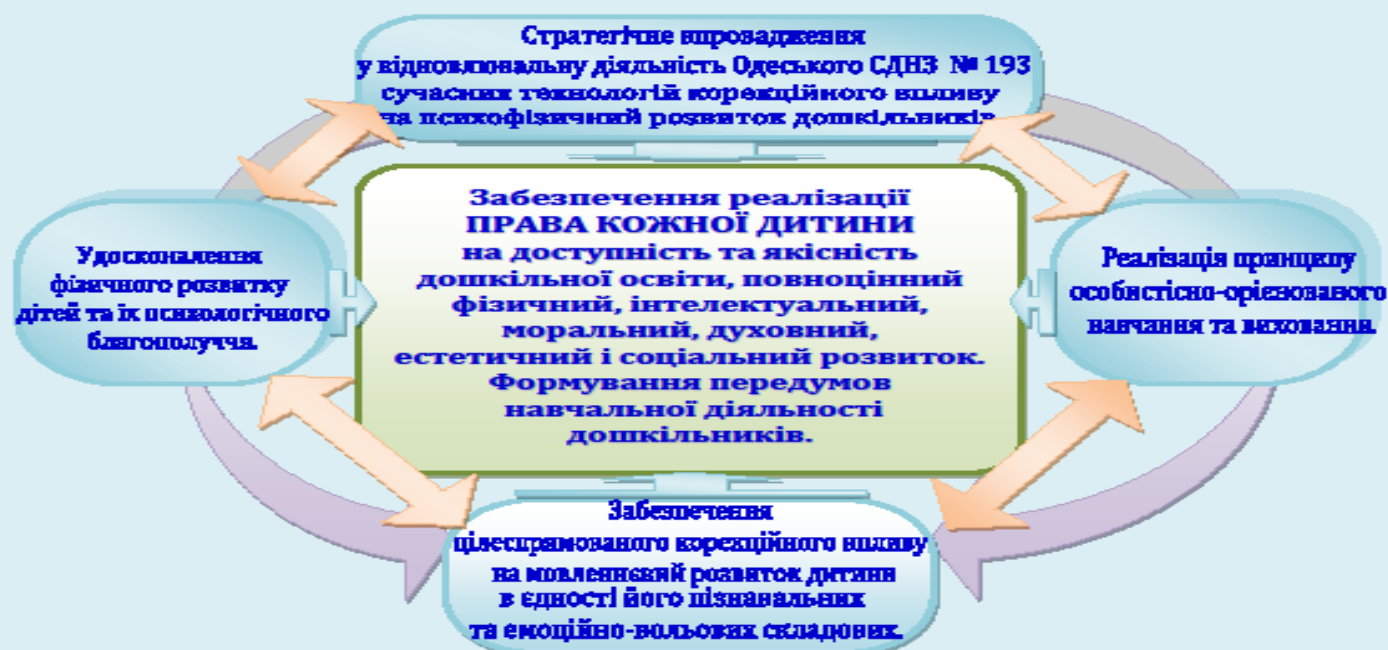 Стратегічне впровадження
у відновлювальну діяльність Одеського СДНЗ № 193
сучасних технологій корекційного впливу
на психофізичний розвиток дошкільників.
Удосконалення
фізичного розвитку
дітей та їх психологічного
благополуччя.
Забезпечення реалізації
ПРАВА КОЖНОЇ ДИТИНИ
на доступність та якісність
дошкільної освіти, повноцінний
фізичний, інтелектуальний,
моральний, духовний,
естетичний і соціальний розвиток.
Формування передумов
навчальної діяльності
дошкільників.
Реалізація принципу
особистісно-орієнованого
навчання та виховання.
Забезпечення
цілеспрямованого корекційного впливу
на мовленнєвий розвиток дитини
в єдності його пізнавальних
та емоційно-вольових складових.